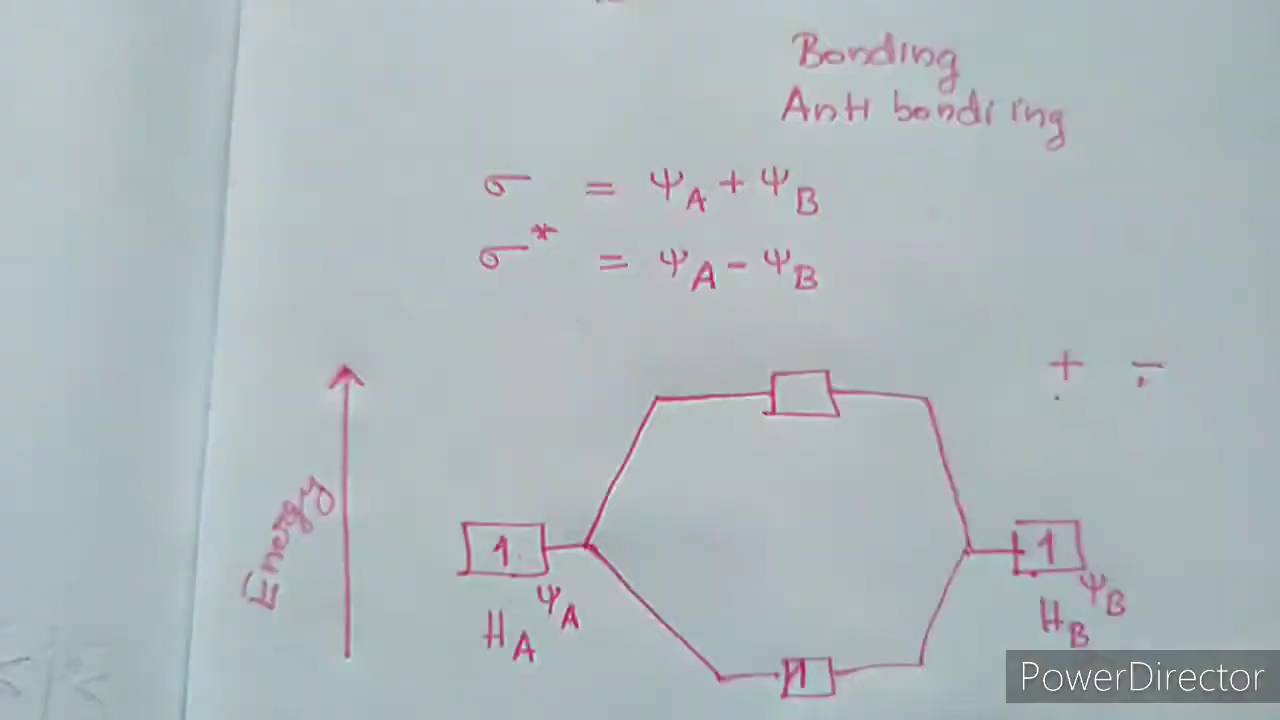 Bonding
Anti bonding
σ = ΨA + ΨB
σ* = ΨA - ΨB
+ -
Energy
1 ΨA
HA
1 ΨB
HB
1
PowerDirector